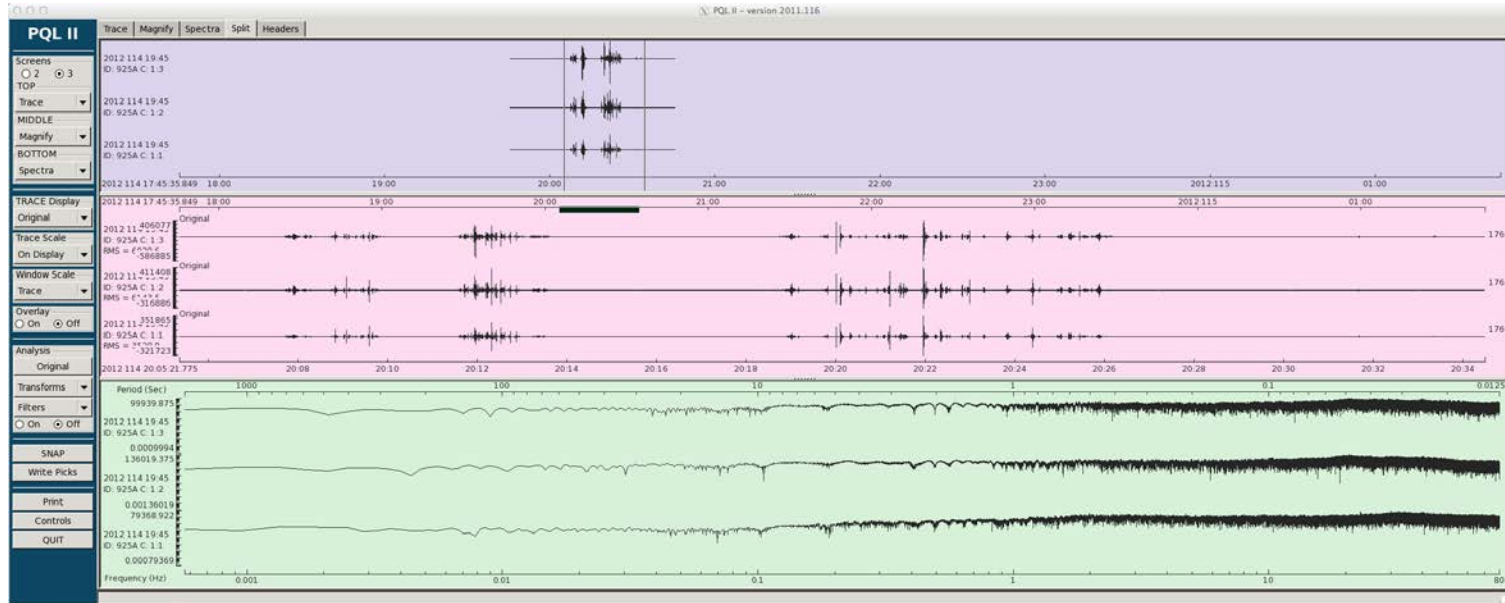 PQL II - version 2011.116
PQL II
Trace Magnify Spectra Split Headers
Screens
2 3
TOP
Trace
MIDDLE
Magnify
BOTTOM
Spectra
TRACE Display
Original
Trace Scale
On Display
Window Scale
Trace
Overlay
On Off
Analysis
Original
Transforms
Filters
On Off
SNAP
Write Picks
Print
Controls
QUIT
2012 114 19:45
ID: 925A C: 1:3
2012 114 19:45
ID: 925A C: 1:2
2012 114 19:45
ID: 925A C: 1:1
2012 114 17:45:35.849 18:00 19:00 20:00 21:00 22:00 23:00 2012:115 01:00
2012 114 17:45:35.849 18:00 19:00 20:00 21:00 22:00 23:00 2012:115 01:00
Original
406077
ID: 925A C: 1:3
-586885
176
Original
411408
ID: 925A C: 1:2
-316886
176
Original
351865
ID: 925A C: 1:1
-321723
176
2012 114 20:05:21.775 20:08 20:10 20:12 20:14 20:16 20:18 20:20 20:22 20:24 20:26 20:28 20:30 20:32 20:34
Period (Sec) 1000 100 10 1 0.1 0.0125
99939.875
2012 114 19:45
ID: 925A C: 1:3
0.0009994
136019.375
2012 114 19:45
ID: 925A C: 1:2
0.00136019
79368.922
2012 114 19:45
ID: 925A C: 1:1
0.00079369
Frequency (Hz) 0.001 0.01 0.1 1 10 80